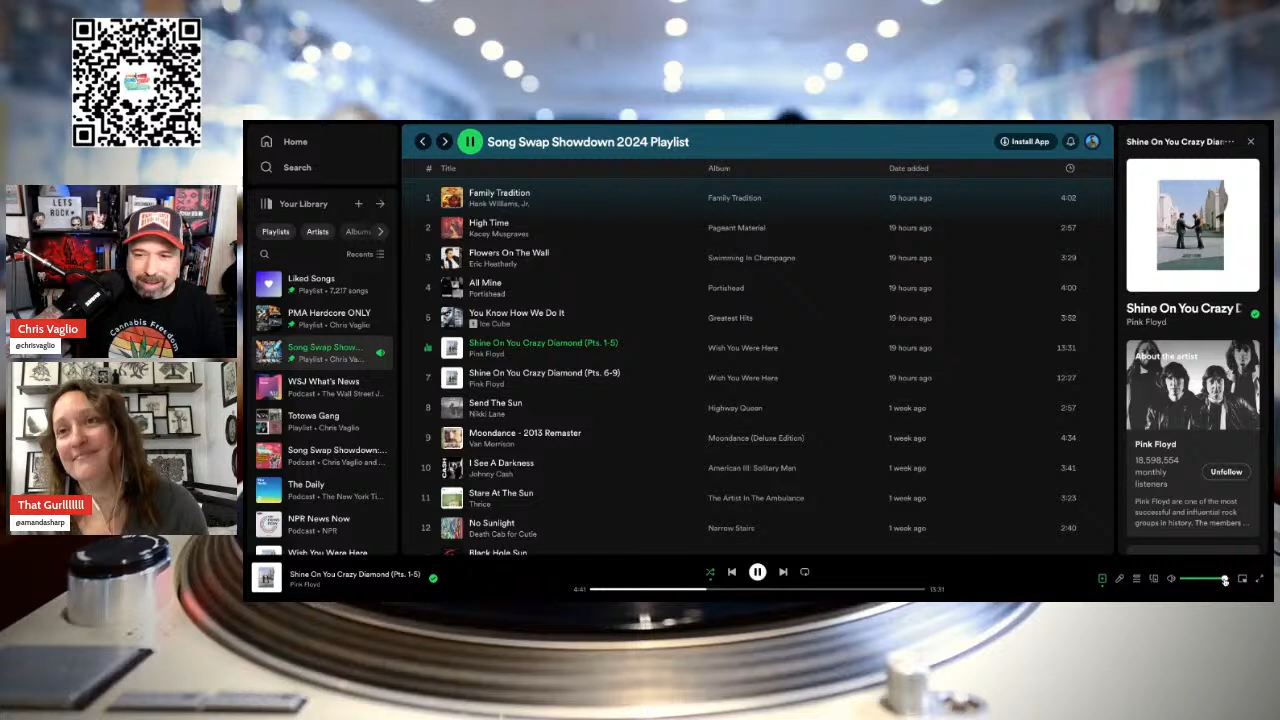 LETS
ROCK
Cannabis Freedom
Chris Vaglio
@chrisvaglio
That Gurlllllll
@amandasharp
Home
Search
Your Library
Playlists
Artists
Albums
Recents
Liked Songs
Playlist • 7,217 songs
PMA Hardcore ONLY
Playlist • Chris Vaglio
Song Swap Show...
Playlist • Chris Va...
WSJ What's News
Podcast • The Wall Street J...
Totowa Gang
Playlist • Chris Vaglio
Song Swap Showdown:...
Podcast • Chris Vaglio and...
The Daily
Podcast • The New York Ti...
NPR News Now
Podcast • NPR
Wish You Were Here
Song Swap Showdown 2024 Playlist
Install App
# Title Album Date added
1 Family Tradition Family Tradition 19 hours ago 4:02
Hank Williams, Jr.
2 High Time Pageant Material 19 hours ago 2:57
Kacey Musgraves
3 Flowers On The Wall Swimming In Champagne 19 hours ago 3:29
Eric Heatherly
4 All Mine Portishead 19 hours ago 4:00
Portishead
5 You Know How We Do It Greatest Hits 19 hours ago 3:52
E Ice Cube
Shine On You Crazy Diamond (Pts. 1-5) Wish You Were Here 19 hours ago 13:31
Pink Floyd
7 Shine On You Crazy Diamond (Pts. 6-9) Wish You Were Here 19 hours ago 12:27
Pink Floyd
8 Send The Sun Highway Queen 1 week ago 2:57
Nikki Lane
9 Moondance - 2013 Remaster Moondance (Deluxe Edition) 1 week ago 4:34
Van Morrison
10 I See A Darkness American III: Solitary Man 1 week ago 3:41
Johnny Cash
11 Stare At The Sun The Artist In The Ambulance 1 week ago 3:23
Thrice
12 No Sunlight Narrow Stairs 1 week ago 2:40
Death Cab for Cutie
Black Hole Sun
Shine On You Crazy Diar...
Shine On You Crazy D
Pink Floyd
About the artist
Pink Floyd
18,598,554
monthly
listeners
Unfollow
Pink Floyd are one of the most
successful and influential rock
groups in history. The members ...
Shine On You Crazy Diamond (Pts. 1-5)
Pink Floyd
4:41
13:31